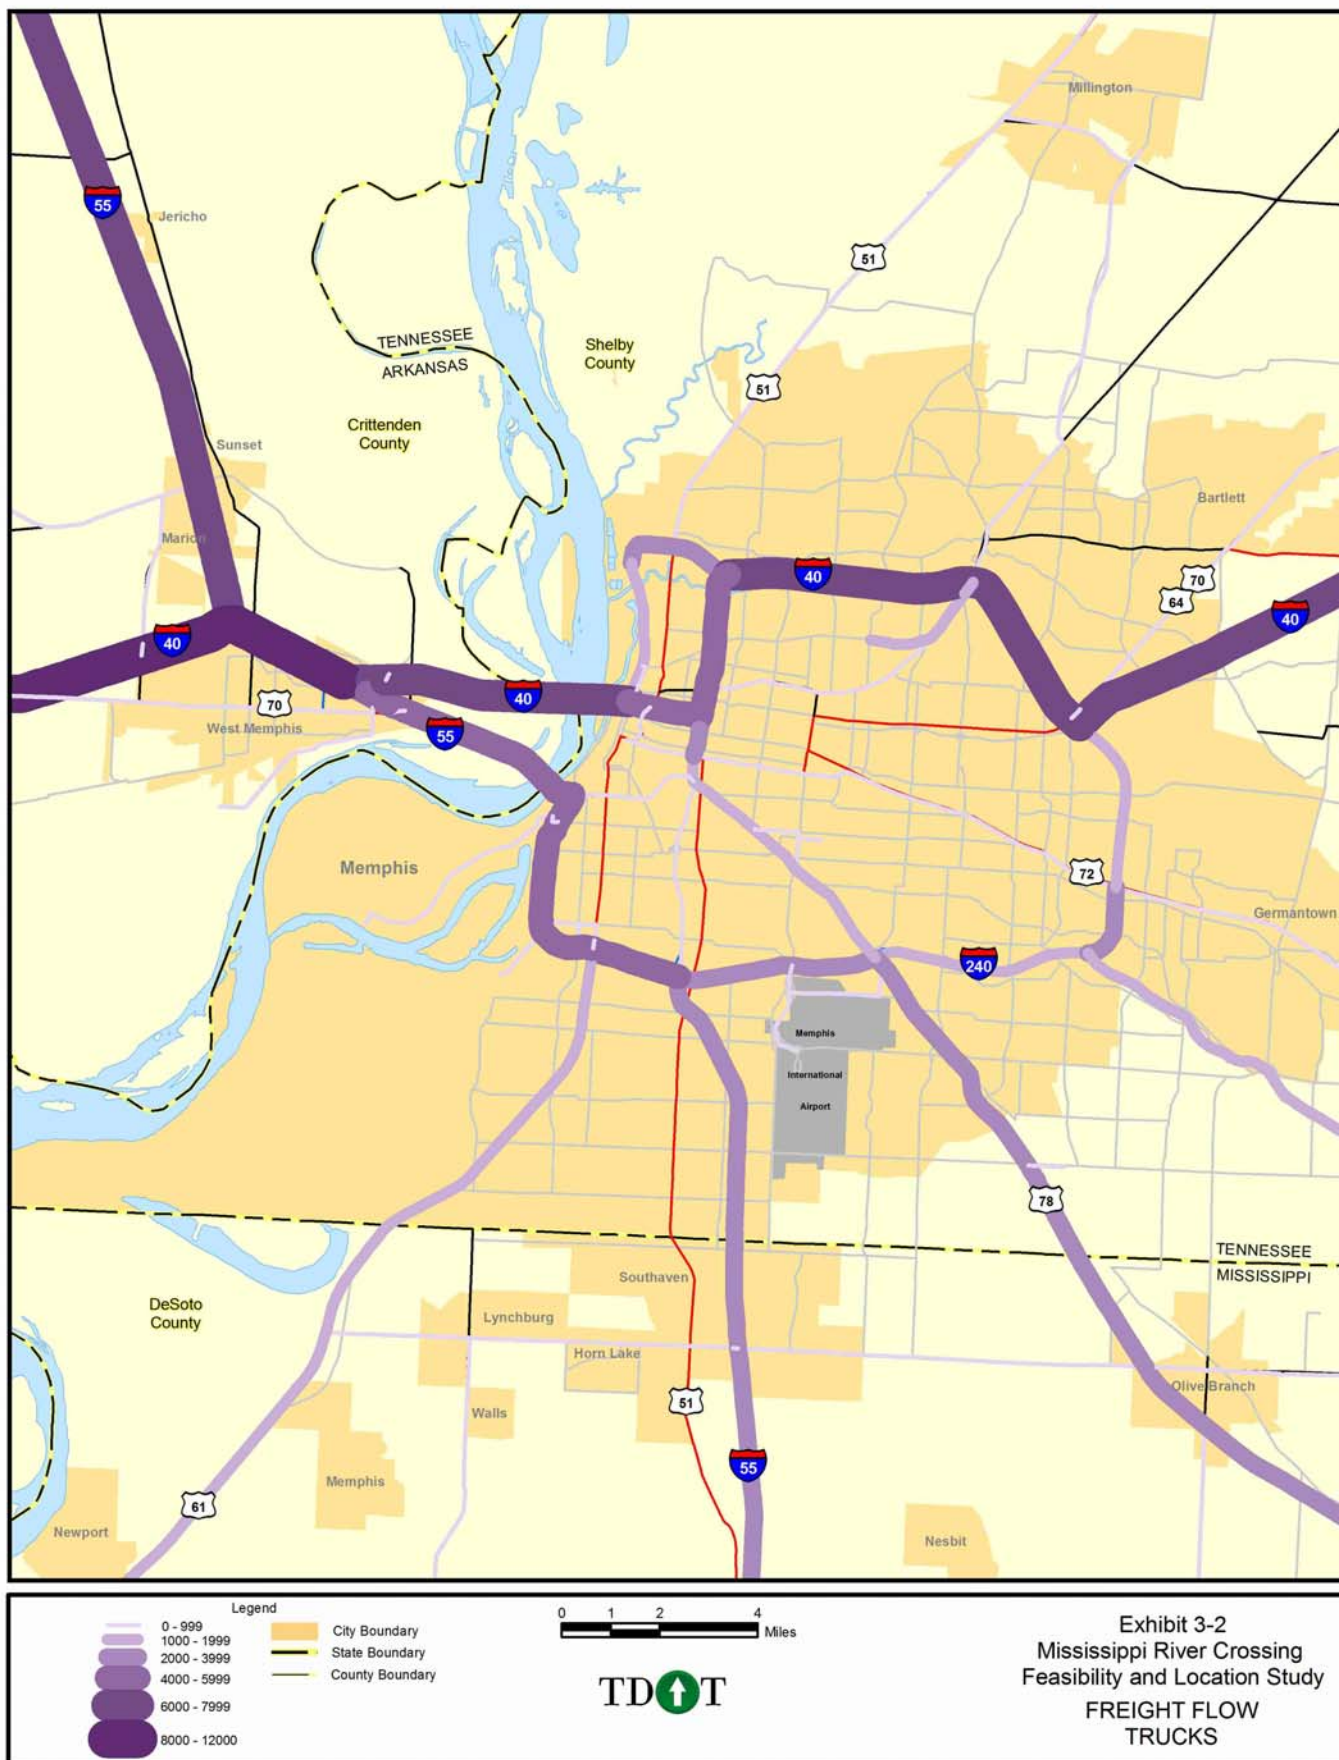 Millington
55
Jericho
51
TENNESSEE
ARKANSAS
Shelby
County
51
Crittenden
County
Sunset
Bartlett
Marion
40
70
64
40
40
40
70
West Memphis
55
Memphis
72
Germantown
240
Memphis
International
Airport
78
TENNESSEE
MISSISSIPPI
Southaven
DeSoto
County
Lynchburg
Horn Lake
Olive Branch
51
Walls
55
Memphis
61
Newport
Nesbit
Legend
0 - 999
1000 - 1999
2000 - 3999
4000 - 5999
6000 - 7999
8000 - 12000
City Boundary
State Boundary
County Boundary
0 1 2 4
Miles
TDOT
Exhibit 3-2
Mississippi River Crossing
Feasibility and Location Study
FREIGHT FLOW
TRUCKS